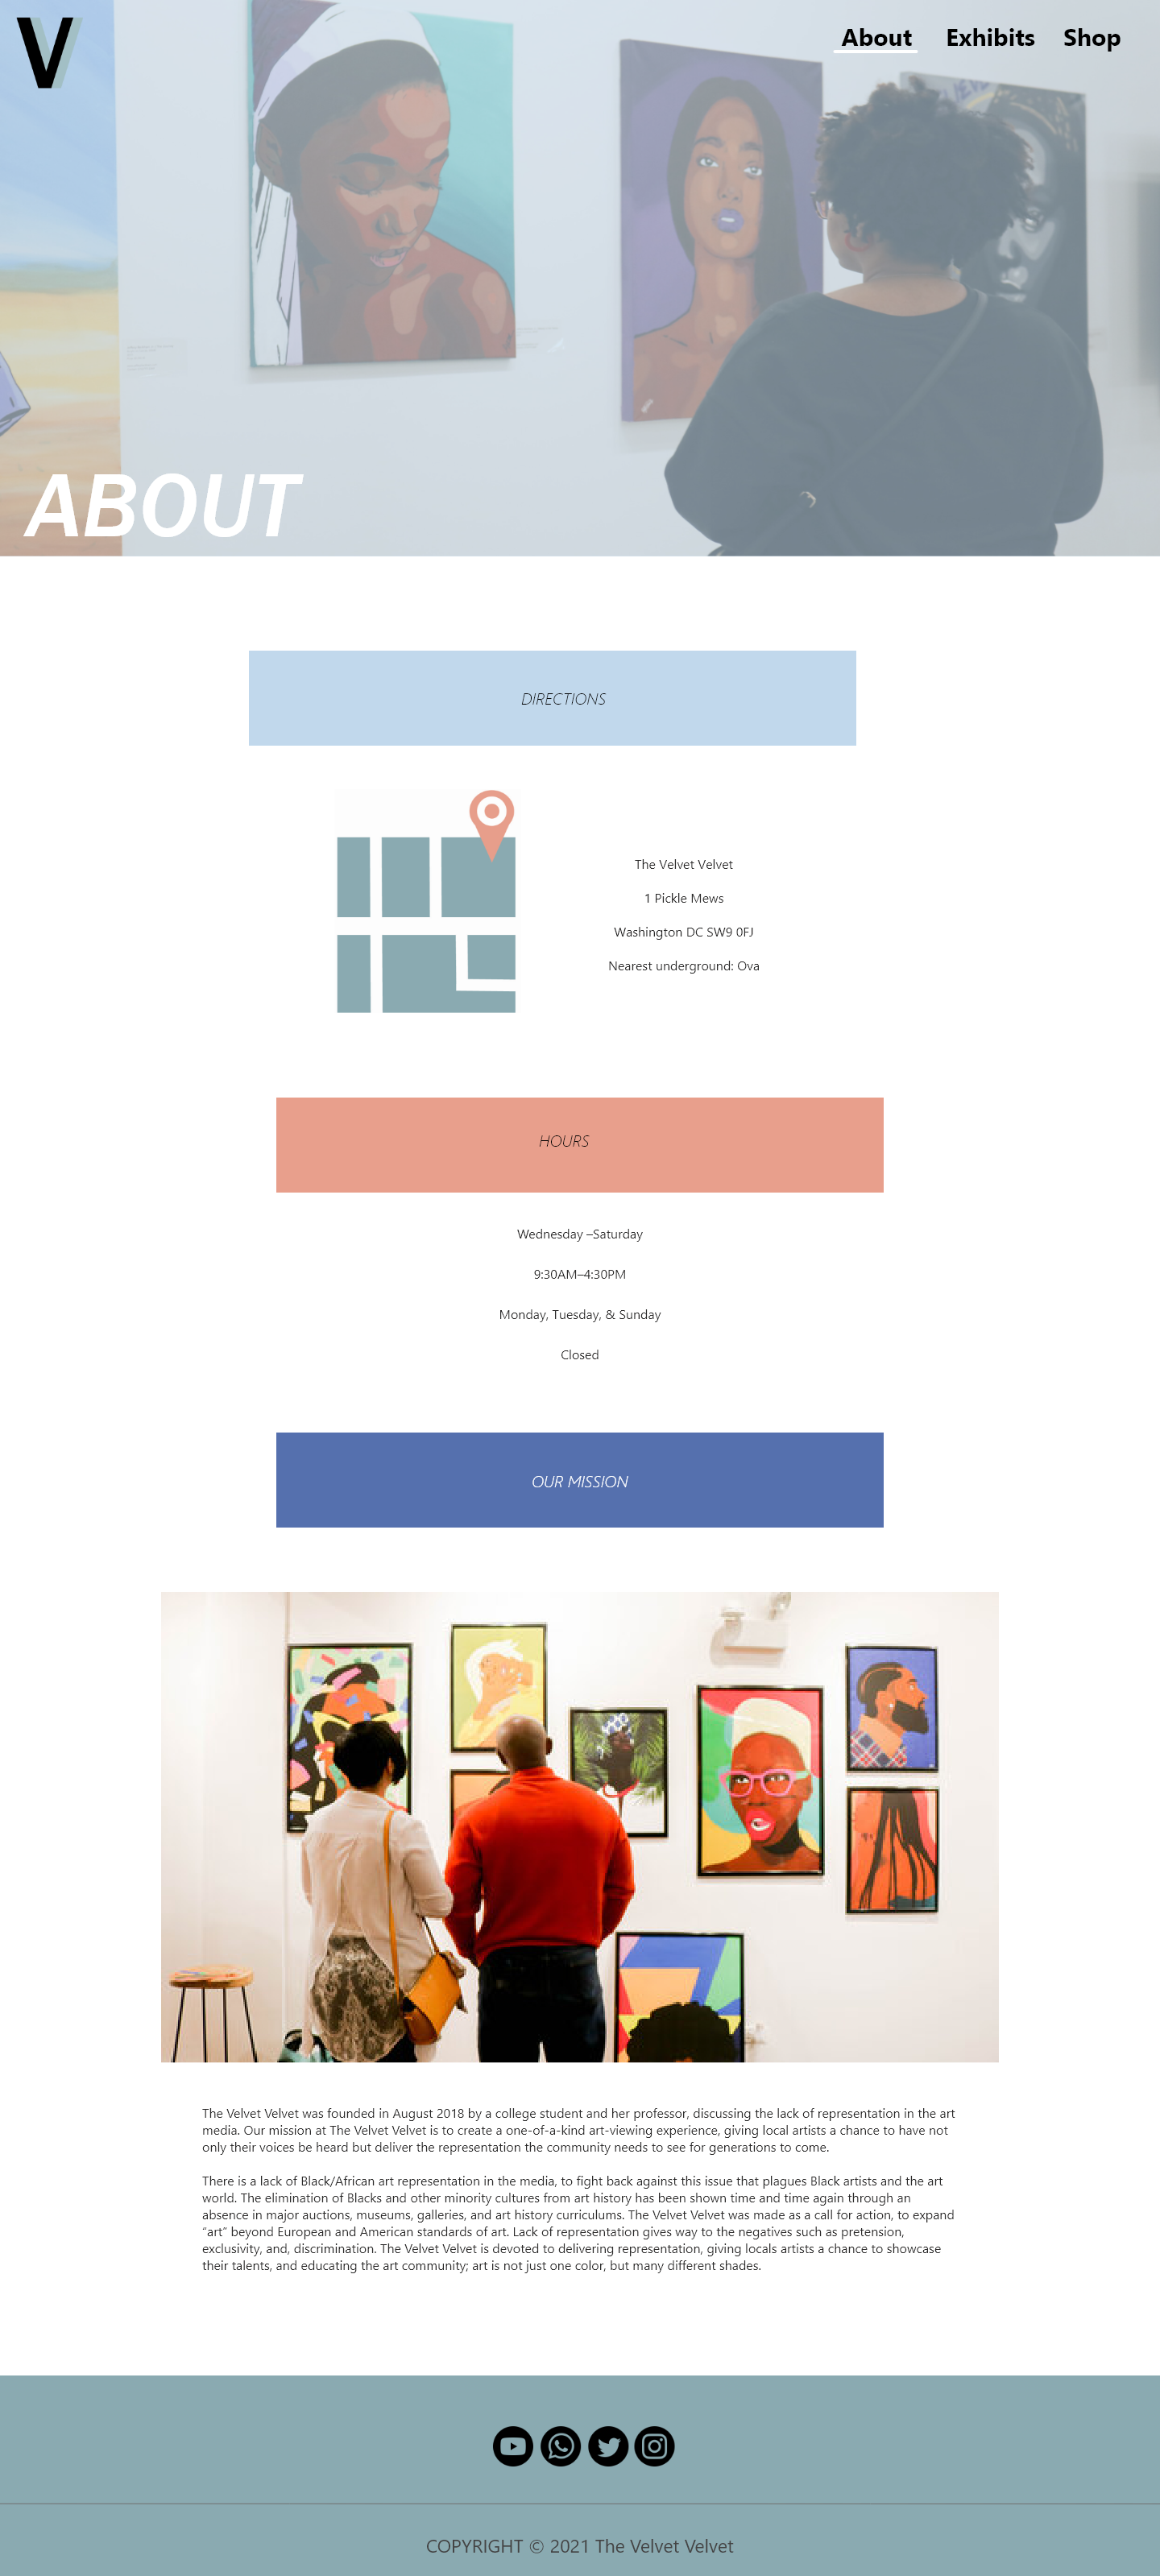 V
About Exhibits Shop
ABOUT
DIRECTIONS
The Velvet Velvet
1 Pickle Mews
Washington DC SW9 0FJ
Nearest underground: Ova
HOURS
Wednesday –Saturday
9:30AM–4:30PM
Monday, Tuesday, & Sunday
Closed
OUR MISSION
The Velvet Velvet was founded in August 2018 by a college student and her professor, discussing the lack of representation in the art
media. Our mission at The Velvet Velvet is to create a one-of-a-kind art-viewing experience, giving local artists a chance to have not
only their voices be heard but deliver the representation the community needs to see for generations to come.
There is a lack of Black/African art representation in the media, to fight back against this issue that plagues Black artists and the art
world. The elimination of Blacks and other minority cultures from art history has been shown time and time again through an
absence in major auctions, museums, galleries, and art history curriculums. The Velvet Velvet was made as a call for action, to expand
“art” beyond European and American standards of art. Lack of representation gives way to the negatives such as pretension,
exclusivity, and, discrimination. The Velvet Velvet is devoted to delivering representation, giving locals artists a chance to showcase
their talents, and educating the art community; art is not just one color, but many different shades.
COPYRIGHT © 2021 The Velvet Velvet